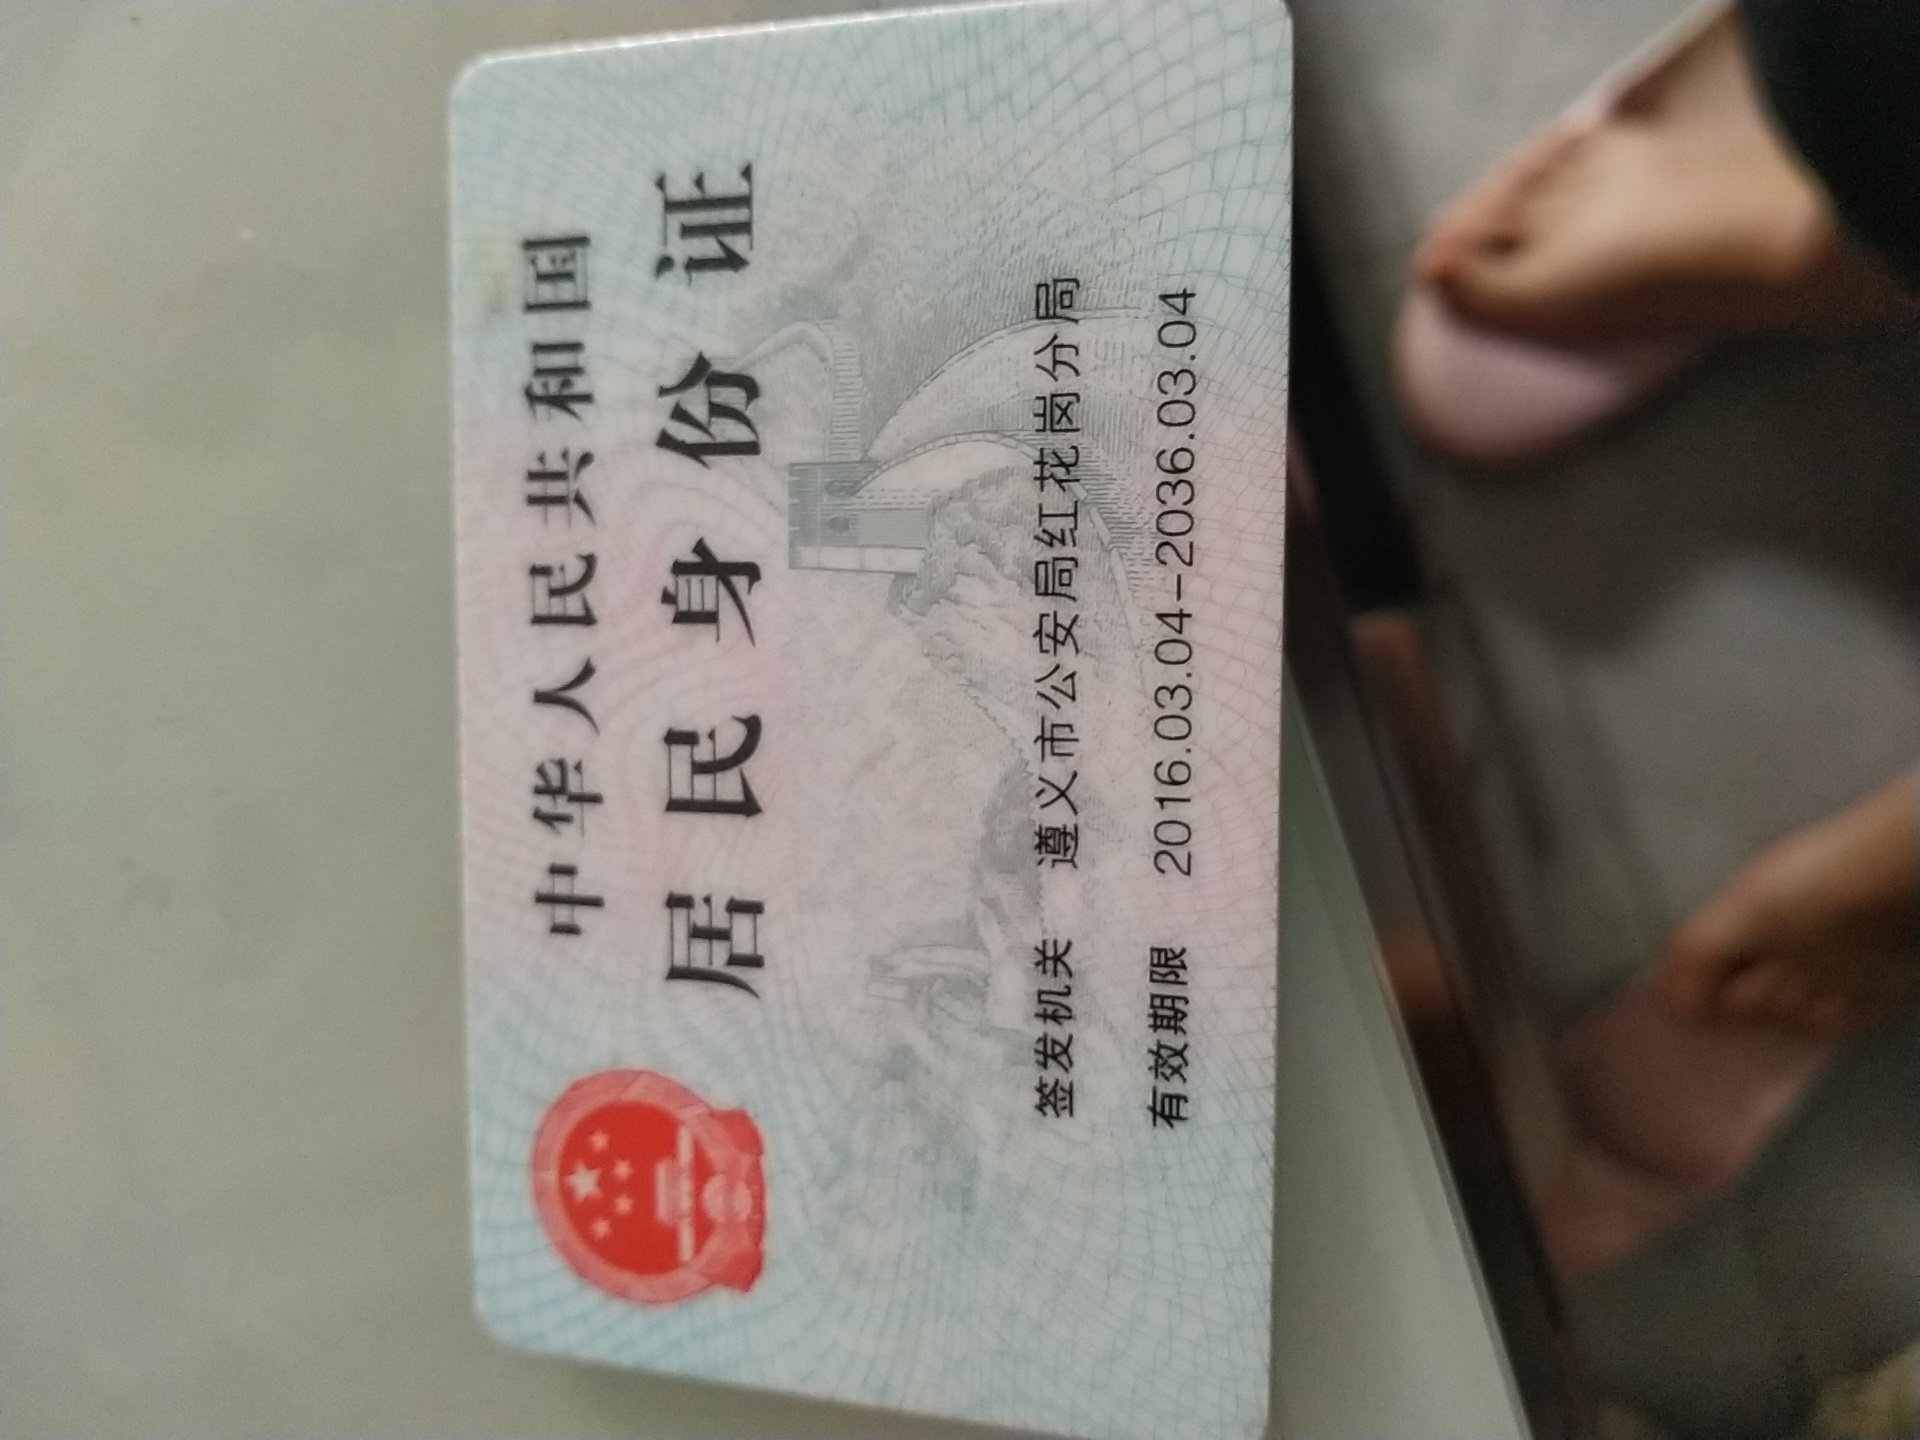 中华人民共和国
居民身份证
签发机关 遵义市公安局红花岗分局
有效期限 2016.03.04-2036.03.04